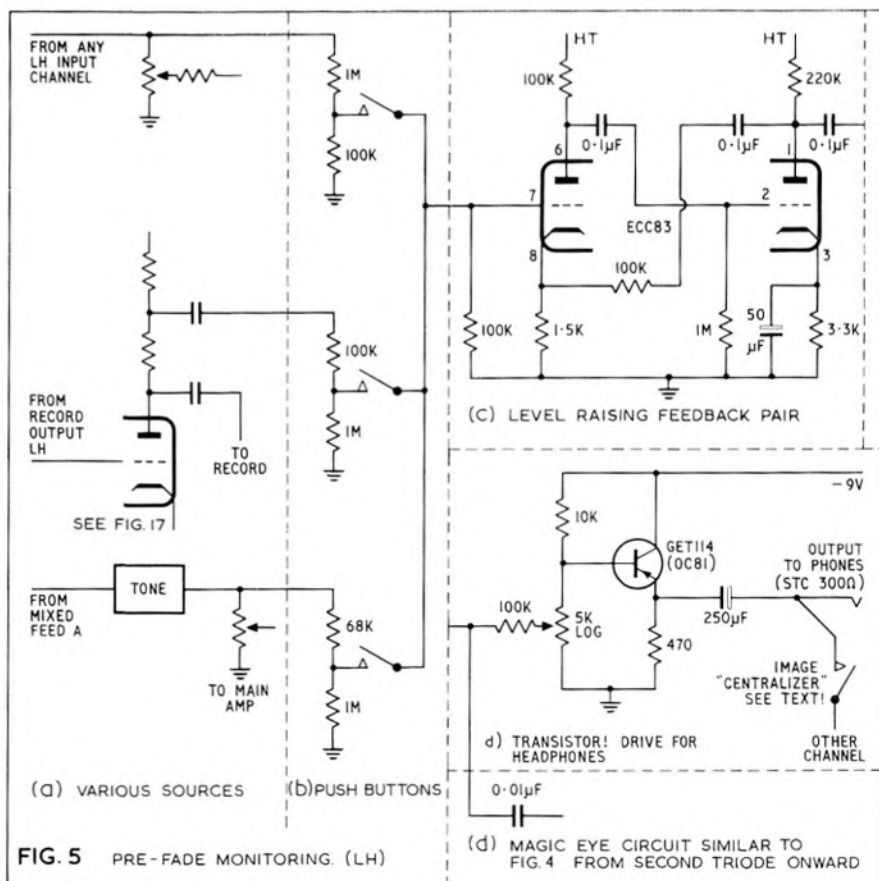 FROM ANY
LH INPUT
CHANNEL
1M
100K
FROM
RECORD
OUTPUT
LH
TO
RECORD
SEE FIG. 17
100K
1M
FROM
MIXED
FEED A
TONE
TO MAIN
AMP
68K
1M
(a) VARIOUS SOURCES
(b) PUSH BUTTONS
HT
HT
100K
220K
0·1µF
0·1µF
0·1µF
6
1
7
2
ECC83
8
3
100K
100K
1·5K
1M
50
µF
3·3K
(c) LEVEL RAISING FEEDBACK PAIR
-9V
10K
GET114
(OC81)
OUTPUT
TO PHONES
(STC 300Ω)
100K
5K
LOG
250µF
470
IMAGE
"CENTRALIZER"
SEE TEXT!
OTHER
CHANNEL
d) TRANSISTOR! DRIVE FOR
HEADPHONES
0·01µF
(d) MAGIC EYE CIRCUIT SIMILAR TO
FIG. 4 FROM SECOND TRIODE ONWARD
FIG. 5 PRE-FADE MONITORING. (LH)